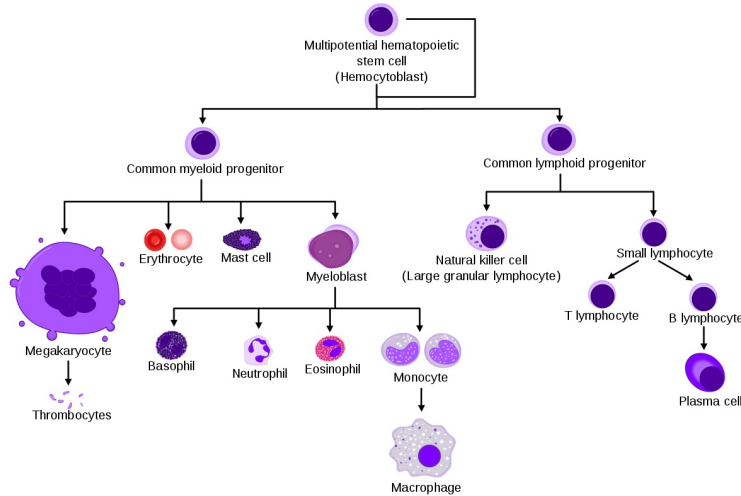 Multipotential hematopoietic
stem cell
(Hemocytoblast)
Common myeloid progenitor
Common lymphoid progenitor
Erythrocyte
Mast cell
Myeloblast
Natural killer cell
(Large granular lymphocyte)
Small lymphocyte
T lymphocyte
B lymphocyte
Megakaryocyte
Basophil
Neutrophil
Eosinophil
Monocyte
Plasma cell
Thrombocytes
Macrophage